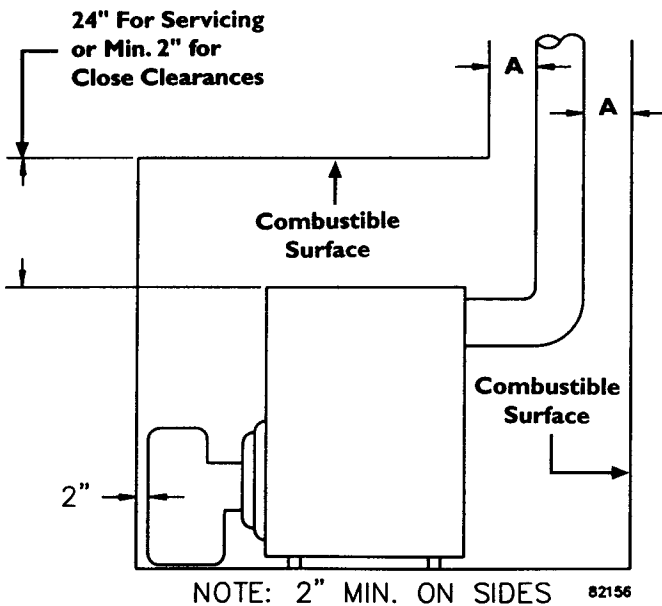 24" For Servicing
or Min. 2" for
Close Clearances
A
A
Combustible
Surface
Combustible
Surface
2"
NOTE: 2" MIN. ON SIDES
82156